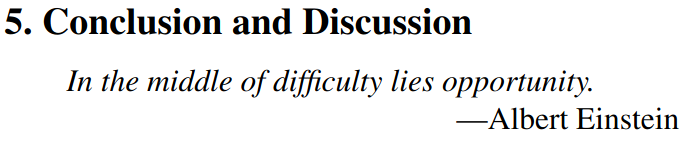 5. Conclusion and Discussion
In the middle of difficulty lies opportunity.
—Albert Einstein